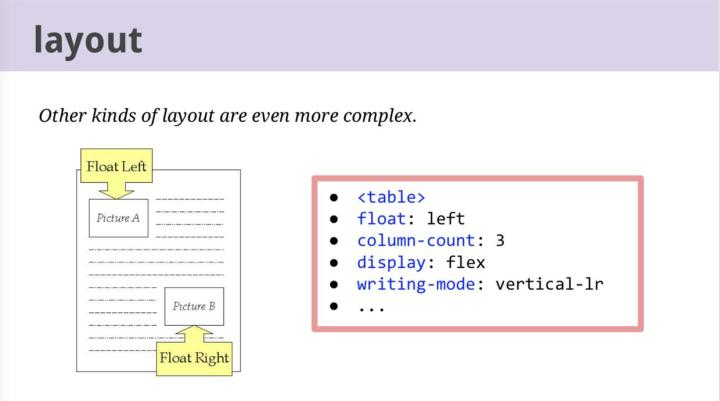 layout
Other kinds of layout are even more complex.
Float Left
Picture A
Picture B
Float Right
● <table>
● float: left
● column-count: 3
● display: flex
● writing-mode: vertical-lr
● ...